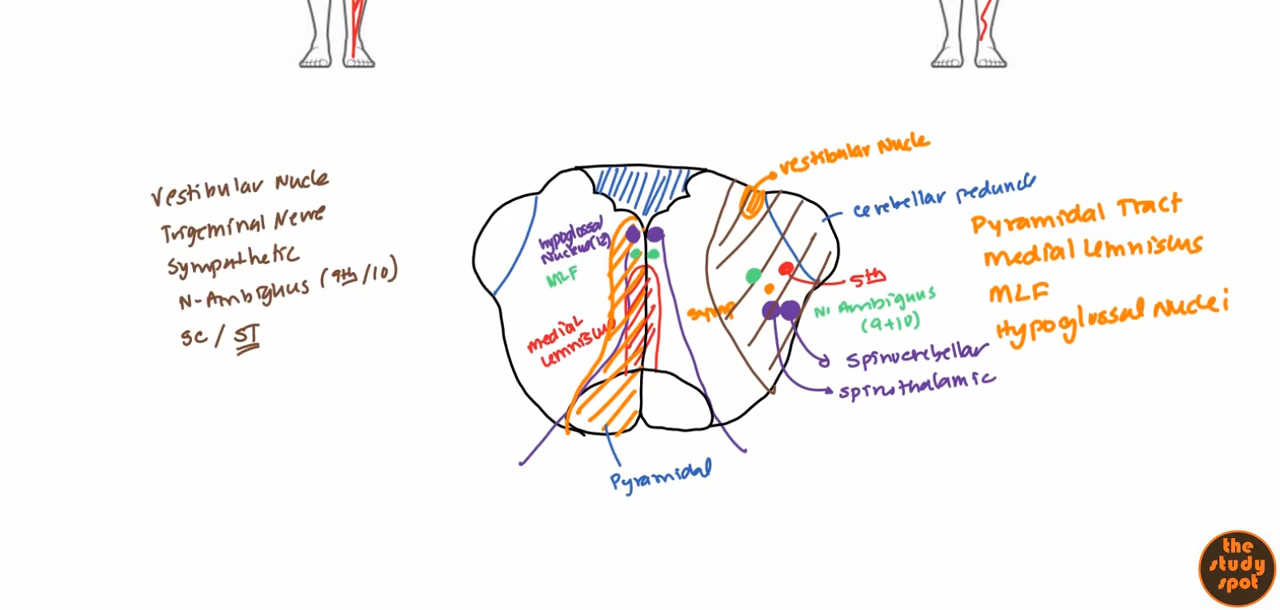 Vestibular Nucle
Trigeminal Nerve
Sympathetic
N. Ambiguus (9th/10)
SC / ST
hypoglossal
Nucleus(12)
MLF
medial
Lemniscus
Pyramidal
vestibular Nucle
cerebellar peduncle
5th
N. Ambiguus
(9+10)
symp
Spinocerebellar
spinothalamic
Pyramidal Tract
medial Lemniscus
MLF
Hypoglossal Nuclei
the
study
spot